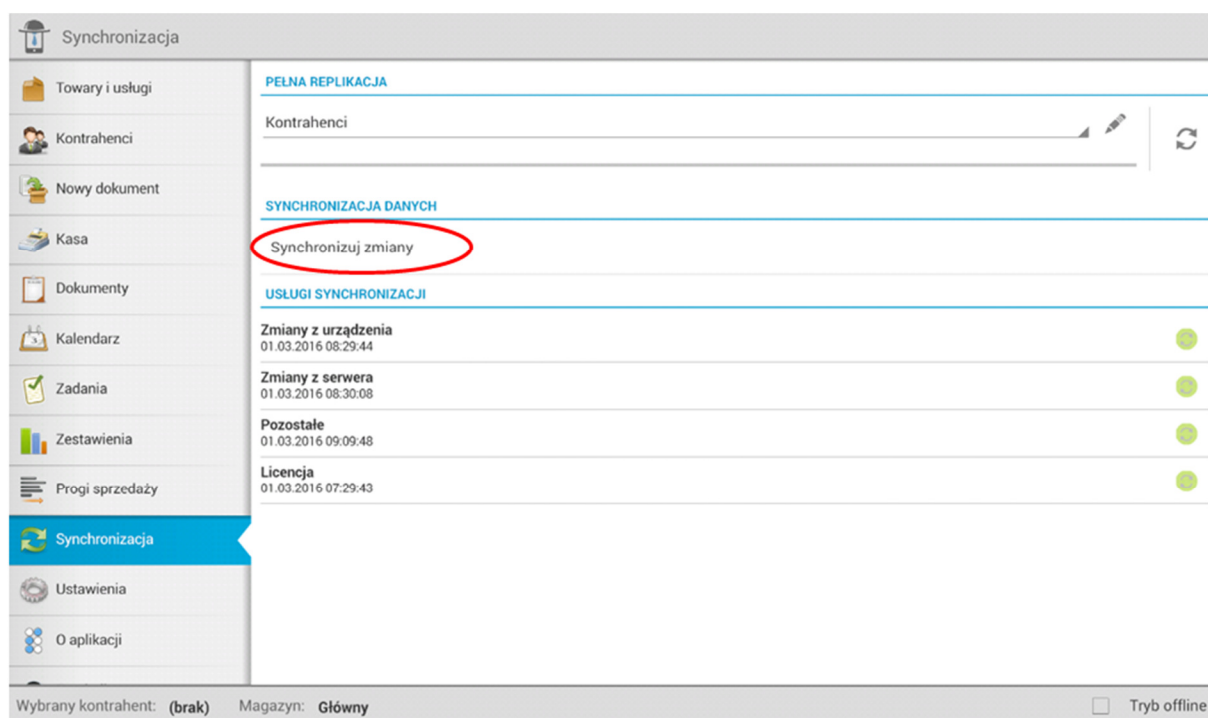 Synchronizacja
Towary i usługi
Kontrahenci
Nowy dokument
Kasa
Dokumenty
Kalendarz
Zadania
Zestawienia
Progi sprzedaży
Synchronizacja
Ustawienia
O aplikacji
PEŁNA REPLIKACJA
Kontrahenci
SYNCHRONIZACJA DANYCH
Synchronizuj zmiany
USŁUGI SYNCHRONIZACJI
Zmiany z urządzenia
01.03.2016 08:29:44
Zmiany z serwera
01.03.2016 08:30:08
Pozostałe
01.03.2016 09:09:48
Licencja
01.03.2016 07:29:43
Wybrany kontrahent: (brak) Magazyn: Główny Tryb offline